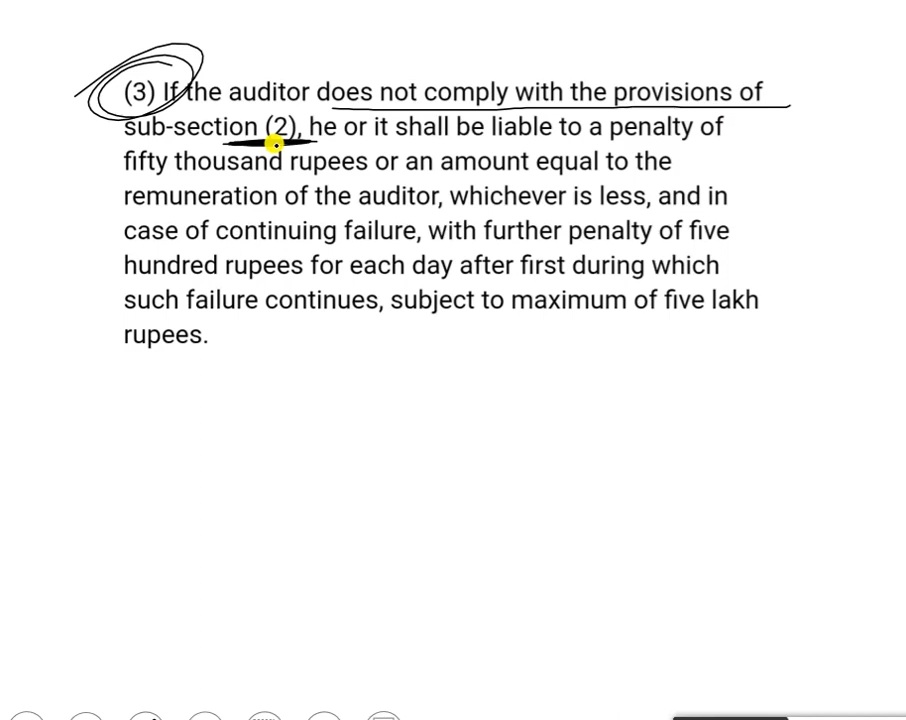 (3) If the auditor does not comply with the provisions of
sub-section (2), he or it shall be liable to a penalty of
fifty thousand rupees or an amount equal to the
remuneration of the auditor, whichever is less, and in
case of continuing failure, with further penalty of five
hundred rupees for each day after first during which
such failure continues, subject to maximum of five lakh
rupees.